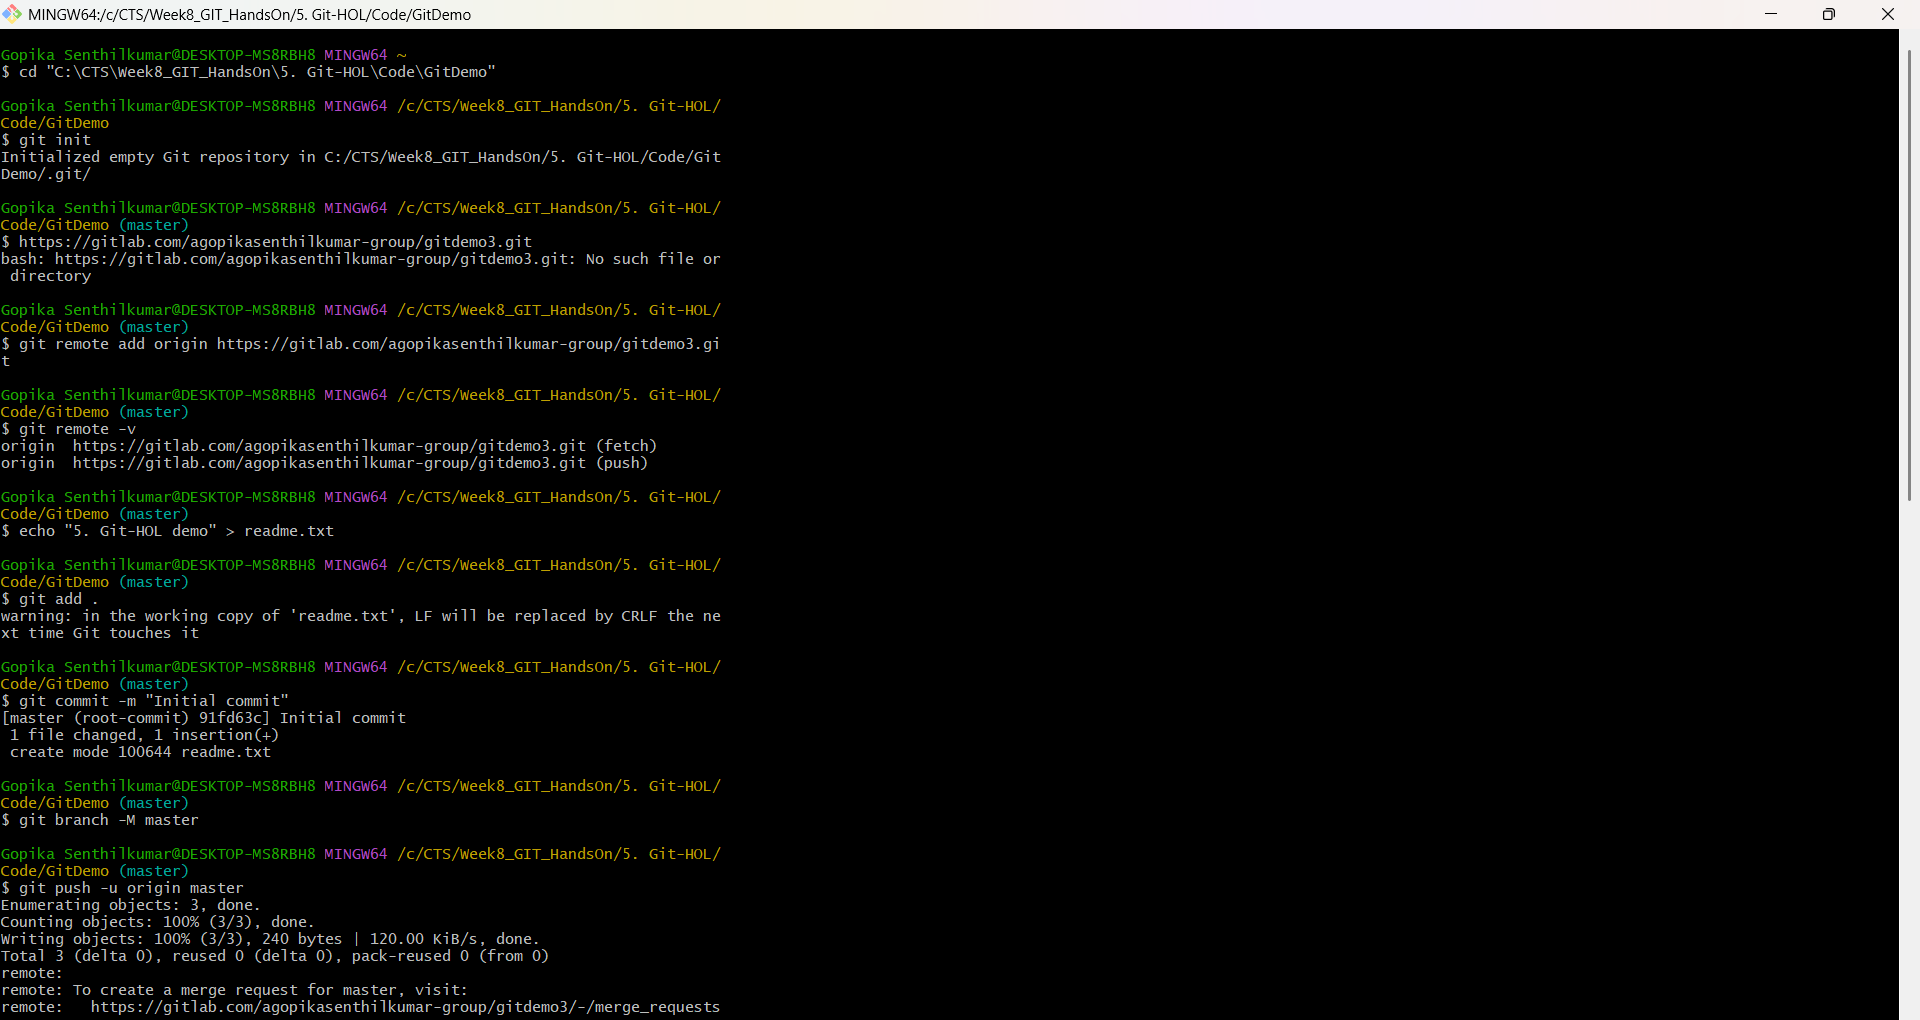 MINGW64:/c/CTS/Week8_GIT_HandsOn/5. Git-HOL/Code/GitDemo
Gopika Senthilkumar@DESKTOP-MS8RBH8 MINGW64 ~
$ cd "C:\CTS\Week8_GIT_HandsOn\5. Git-HOL\Code\GitDemo"
Gopika Senthilkumar@DESKTOP-MS8RBH8 MINGW64 /c/CTS/Week8_GIT_HandsOn/5. Git-HOL/
Code/GitDemo
$ git init
Initialized empty Git repository in C:/CTS/Week8_GIT_HandsOn/5. Git-HOL/Code/Git
Demo/.git/
Gopika Senthilkumar@DESKTOP-MS8RBH8 MINGW64 /c/CTS/Week8_GIT_HandsOn/5. Git-HOL/
Code/GitDemo (master)
$ https://gitlab.com/agopikasenthilkumar-group/gitdemo3.git
bash: https://gitlab.com/agopikasenthilkumar-group/gitdemo3.git: No such file or
 directory
Gopika Senthilkumar@DESKTOP-MS8RBH8 MINGW64 /c/CTS/Week8_GIT_HandsOn/5. Git-HOL/
Code/GitDemo (master)
$ git remote add origin https://gitlab.com/agopikasenthilkumar-group/gitdemo3.gi
t
Gopika Senthilkumar@DESKTOP-MS8RBH8 MINGW64 /c/CTS/Week8_GIT_HandsOn/5. Git-HOL/
Code/GitDemo (master)
$ git remote -v
origin  https://gitlab.com/agopikasenthilkumar-group/gitdemo3.git (fetch)
origin  https://gitlab.com/agopikasenthilkumar-group/gitdemo3.git (push)
Gopika Senthilkumar@DESKTOP-MS8RBH8 MINGW64 /c/CTS/Week8_GIT_HandsOn/5. Git-HOL/
Code/GitDemo (master)
$ echo "5. Git-HOL demo" > readme.txt
Gopika Senthilkumar@DESKTOP-MS8RBH8 MINGW64 /c/CTS/Week8_GIT_HandsOn/5. Git-HOL/
Code/GitDemo (master)
$ git add .
warning: in the working copy of 'readme.txt', LF will be replaced by CRLF the ne
xt time Git touches it
Gopika Senthilkumar@DESKTOP-MS8RBH8 MINGW64 /c/CTS/Week8_GIT_HandsOn/5. Git-HOL/
Code/GitDemo (master)
$ git commit -m "Initial commit"
[master (root-commit) 91fd63c] Initial commit
 1 file changed, 1 insertion(+)
 create mode 100644 readme.txt
Gopika Senthilkumar@DESKTOP-MS8RBH8 MINGW64 /c/CTS/Week8_GIT_HandsOn/5. Git-HOL/
Code/GitDemo (master)
$ git branch -M master
Gopika Senthilkumar@DESKTOP-MS8RBH8 MINGW64 /c/CTS/Week8_GIT_HandsOn/5. Git-HOL/
Code/GitDemo (master)
$ git push -u origin master
Enumerating objects: 3, done.
Counting objects: 100% (3/3), done.
Writing objects: 100% (3/3), 240 bytes | 120.00 KiB/s, done.
Total 3 (delta 0), reused 0 (delta 0), pack-reused 0 (from 0)
remote:
remote: To create a merge request for master, visit:
remote:   https://gitlab.com/agopikasenthilkumar-group/gitdemo3/-/merge_requests